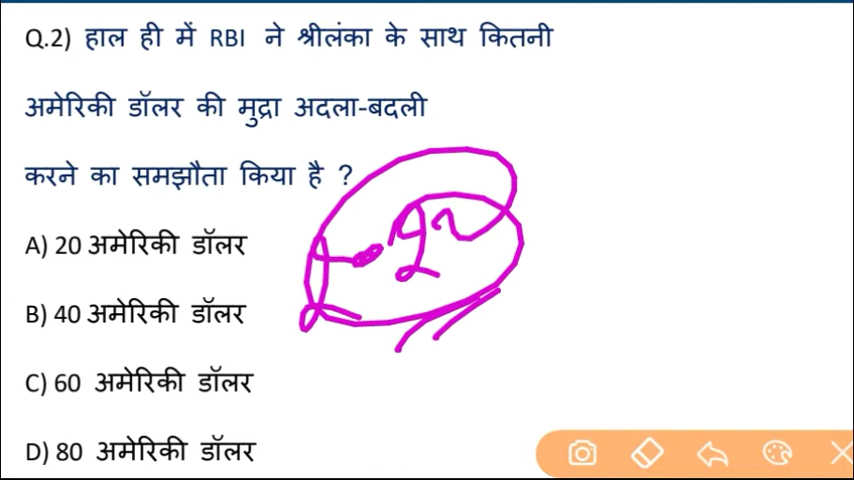 Q.2) हाल ही में RBI ने श्रीलंका के साथ कितनी
अमेरिकी डॉलर की मुद्रा अदला-बदली
करने का समझौता किया है ?
A) 20 अमेरिकी डॉलर
B) 40 अमेरिकी डॉलर
C) 60 अमेरिकी डॉलर
D) 80 अमेरिकी डॉलर